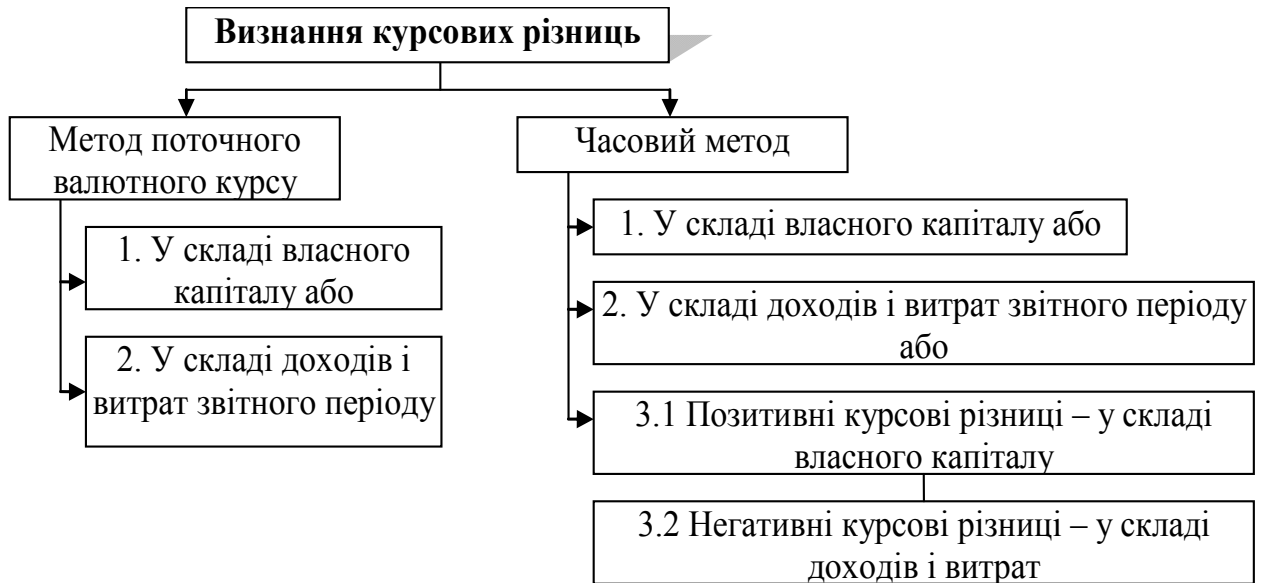 Визнання курсових різниць
Метод поточного
валютного курсу
1. У складі власного
капіталу або
2. У складі доходів і
витрат звітного періоду
Часовий метод
1. У складі власного капіталу або
2. У складі доходів і витрат звітного періоду
або
3.1 Позитивні курсові різниці – у складі
власного капіталу
3.2 Негативні курсові різниці – у складі
доходів і витрат